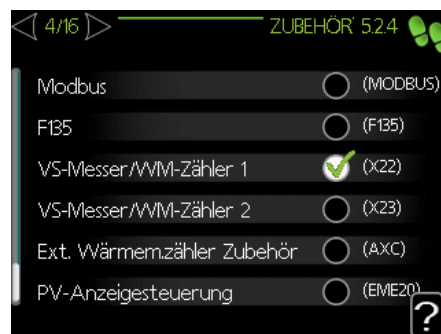 4/16 ZUBEHÖR 5.2.4
Modbus (MODBUS)
F135 (F135)
VS-Messer/WM-Zähler 1 (X22)
VS-Messer/WM-Zähler 2 (X23)
Ext. Wärmem.zähler Zubehör (AXC)
PV-Anzeigesteuerung (EME20)
?